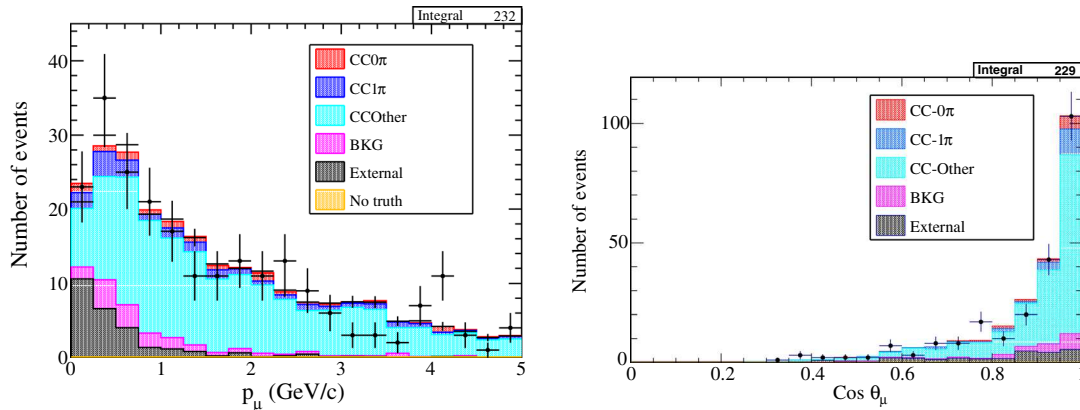 Integral 232
CC0π
CC1π
CCOther
BKG
External
No truth
Number of events
40
30
20
10
0
0 1 2 3 4 5
p_μ (GeV/c)
Integral 229
CC-0π
CC-1π
CC-Other
BKG
External
Number of events
100
50
0
0 0.2 0.4 0.6 0.8 1
Cos θ_μ